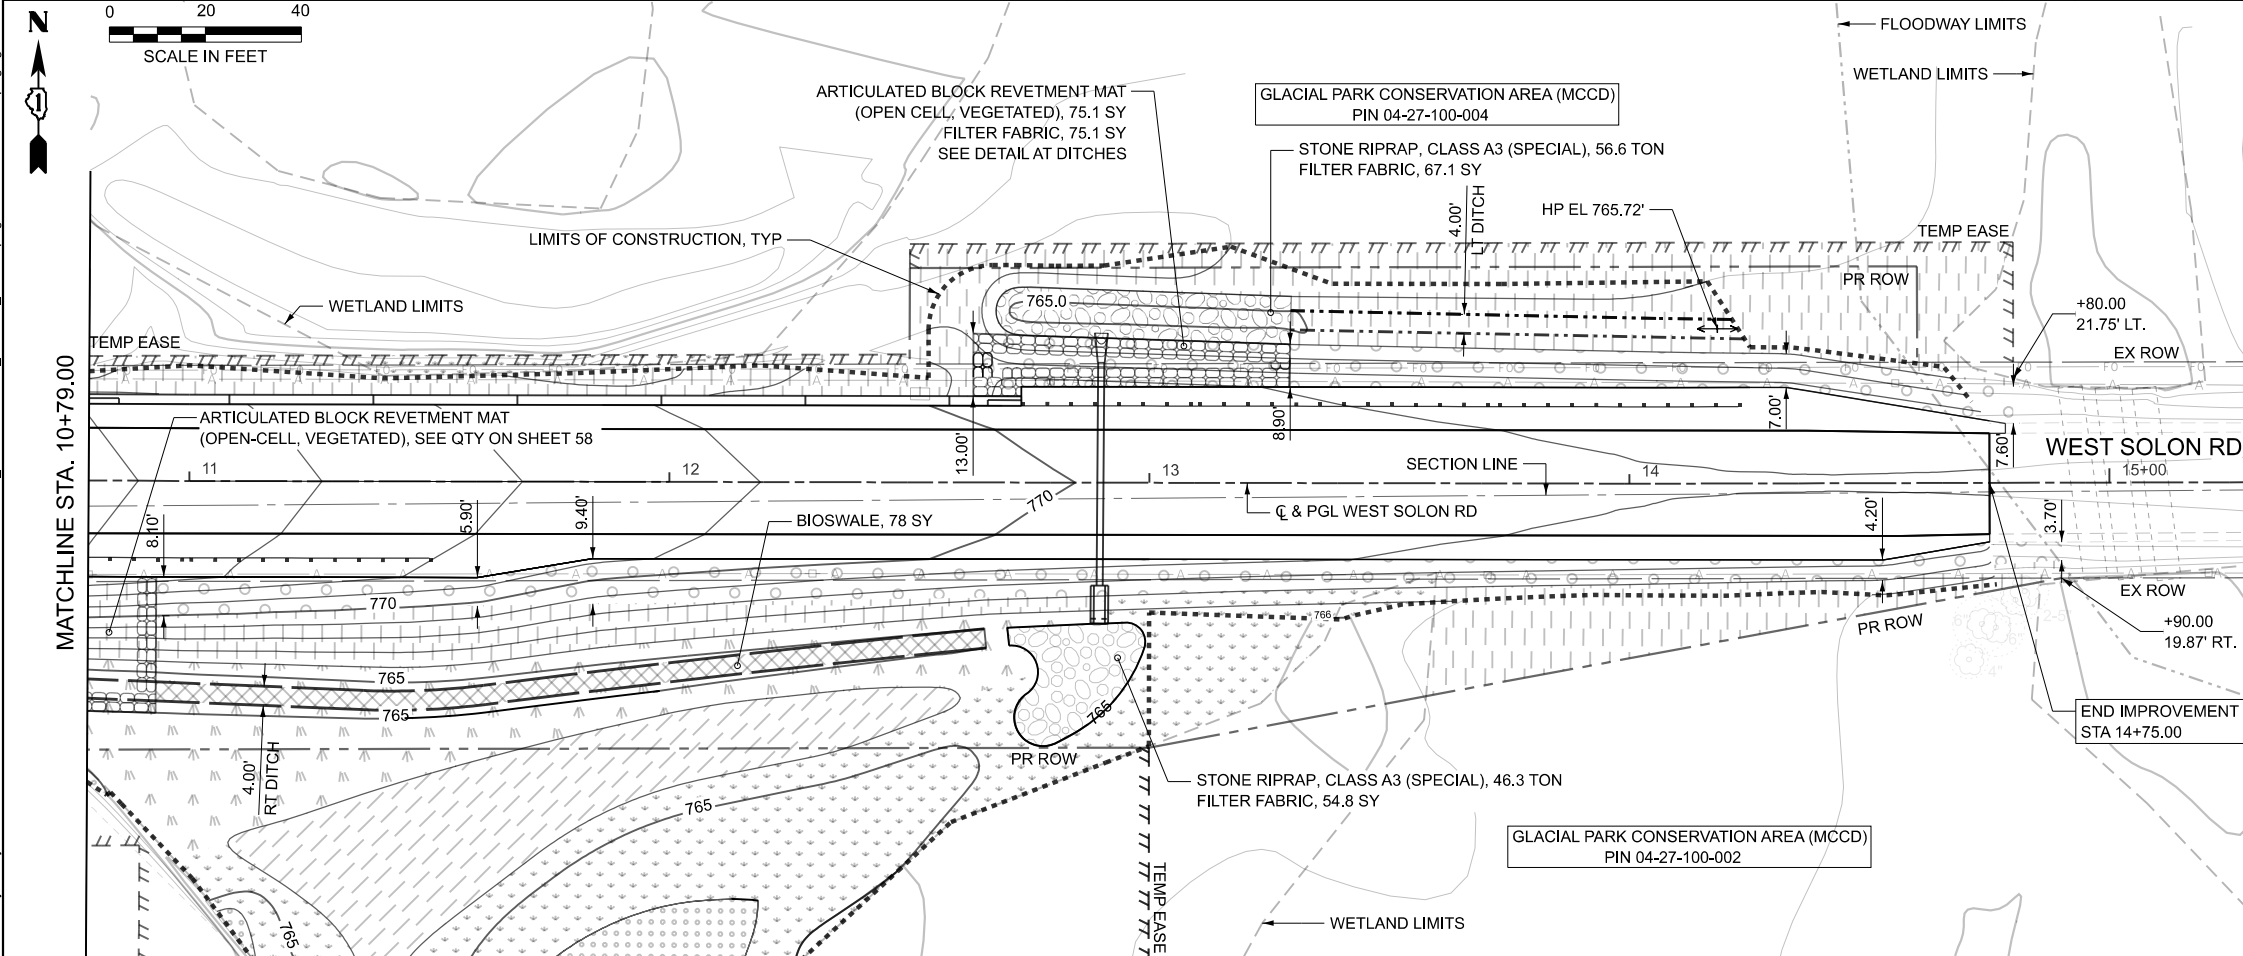 0 20 40
N
SCALE IN FEET
1
FLOODWAY LIMITS
WETLAND LIMITS
ARTICULATED BLOCK REVETMENT MAT
(OPEN CELL, VEGETATED), 75.1 SY
FILTER FABRIC, 75.1 SY
SEE DETAIL AT DITCHES
GLACIAL PARK CONSERVATION AREA (MCCD)
PIN 04-27-100-004
STONE RIPRAP, CLASS A3 (SPECIAL), 56.6 TON
FILTER FABRIC, 67.1 SY
4.00'
LT DITCH
HP EL 765.72'
LIMITS OF CONSTRUCTION, TYP
TEMP EASE
PR ROW
WETLAND LIMITS
765.0
+80.00
21.75' LT.
TEMP EASE
EX ROW
MATCHLINE STA. 10+79.00
ARTICULATED BLOCK REVETMENT MAT
(OPEN-CELL, VEGETATED), SEE QTY ON SHEET 58
13.00'
8.90'
7.00'
7.60'
WEST SOLON RD
11
12
13
14
15+00
SECTION LINE
770
℄ & PGL WEST SOLON RD
8.10'
5.90'
9.40'
BIOSWALE, 78 SY
4.20'
3.70'
770
EX ROW
766
PR ROW
+90.00
19.87' RT.
765
765
765
END IMPROVEMENT
STA 14+75.00
4.00'
RT DITCH
PR ROW
STONE RIPRAP, CLASS A3 (SPECIAL), 46.3 TON
FILTER FABRIC, 54.8 SY
765
GLACIAL PARK CONSERVATION AREA (MCCD)
PIN 04-27-100-002
TEMP EASE
WETLAND LIMITS
765